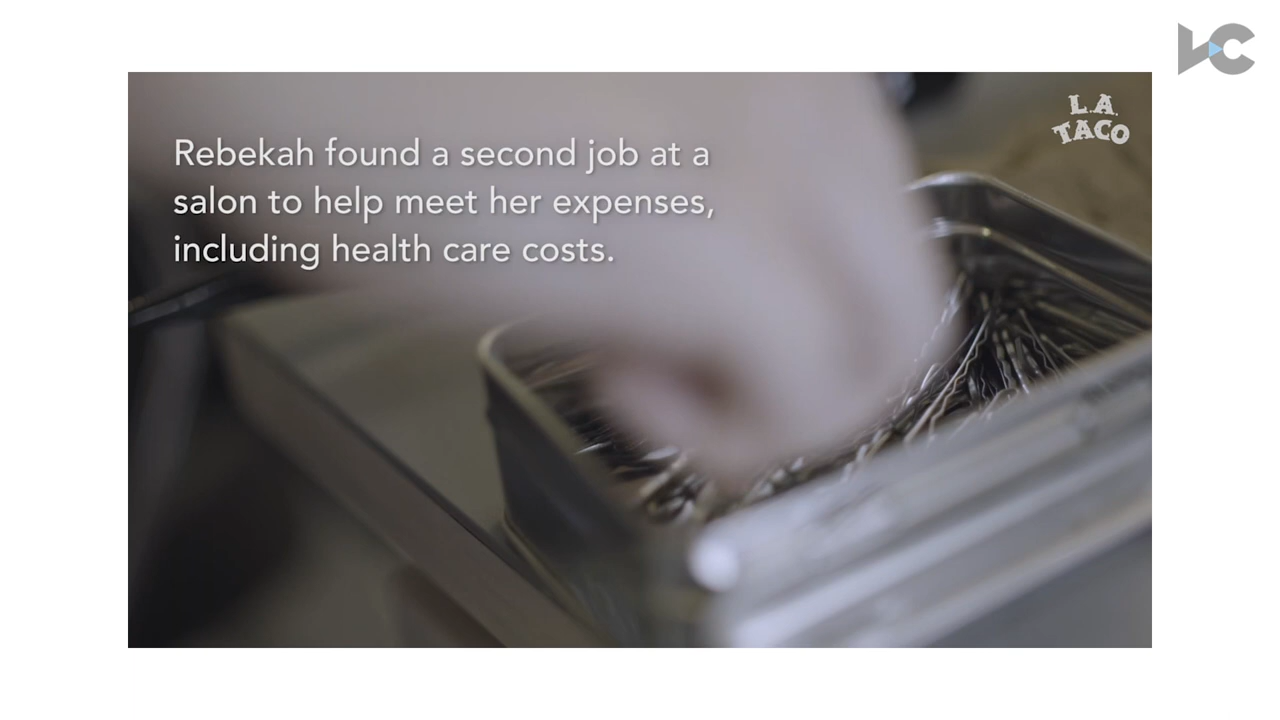 L.A.
TACO
Rebekah found a second job at a
salon to help meet her expenses,
including health care costs.